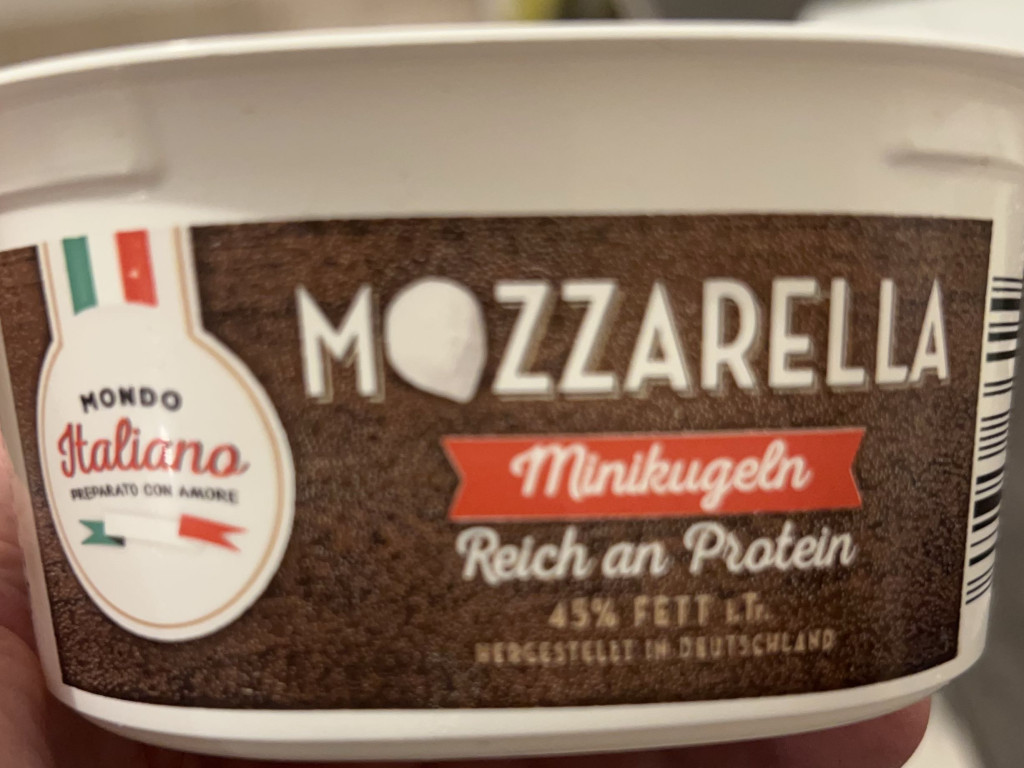 MONDO
Italiano
PREPARATO CON AMORE
MOZZARELLA
Minikugeln
Reich an Protein
45% FETT i.Tr.
HERGESTELLT IN DEUTSCHLAND